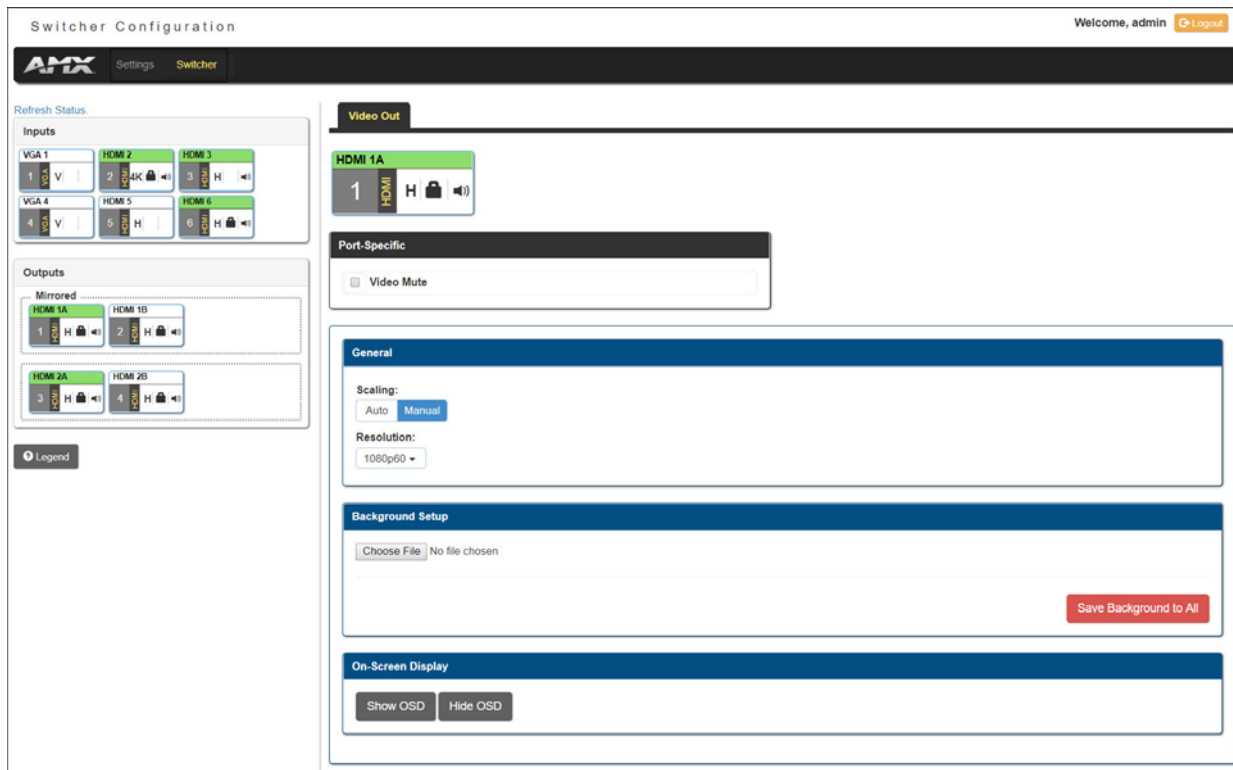 Switcher Configuration
Welcome, admin Logout
AMX Settings Switcher
Refresh Status.
Inputs
VGA 1 HDMI 2 HDMI 3
1 VGA V 2 HDMI 4K 3 HDMI H
VGA 4 HDMI 5 HDMI 6
4 VGA V 5 HDMI H 6 HDMI H
Outputs
Mirrored
HDMI 1A HDMI 1B
1 HDMI H 2 HDMI H
HDMI 2A HDMI 2B
3 HDMI H 4 HDMI H
Legend
Video Out
HDMI 1A
1 HDMI H
Port-Specific
Video Mute
General
Scaling:
Auto Manual
Resolution:
1080p60
Background Setup
Choose File No file chosen
Save Background to All
On-Screen Display
Show OSD Hide OSD